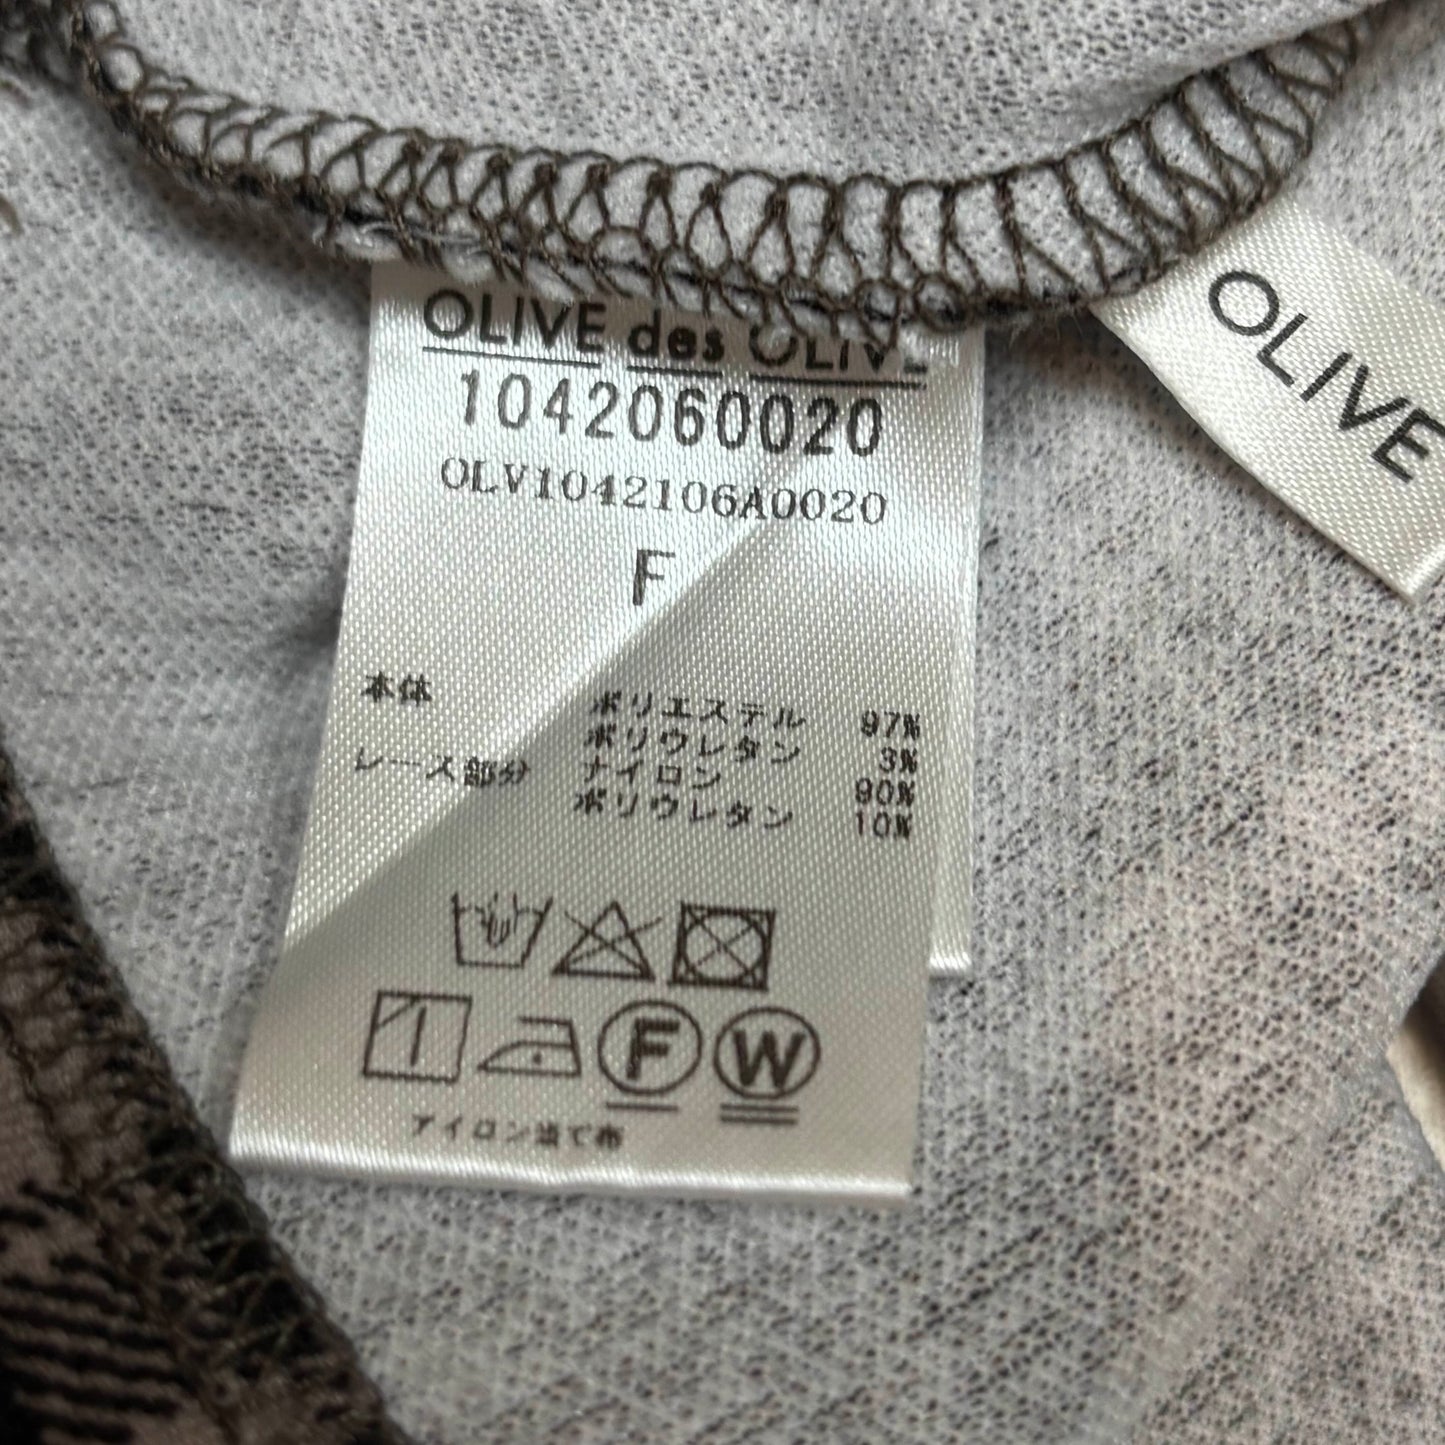 OLIVE des OLIVE
1042060020
OLV1042106A0020
F
本体 ポリエステル 97%
ポリウレタン 3%
レース部分 ナイロン 90%
ポリウレタン 10%
F W
アイロン当て布
OLIVE